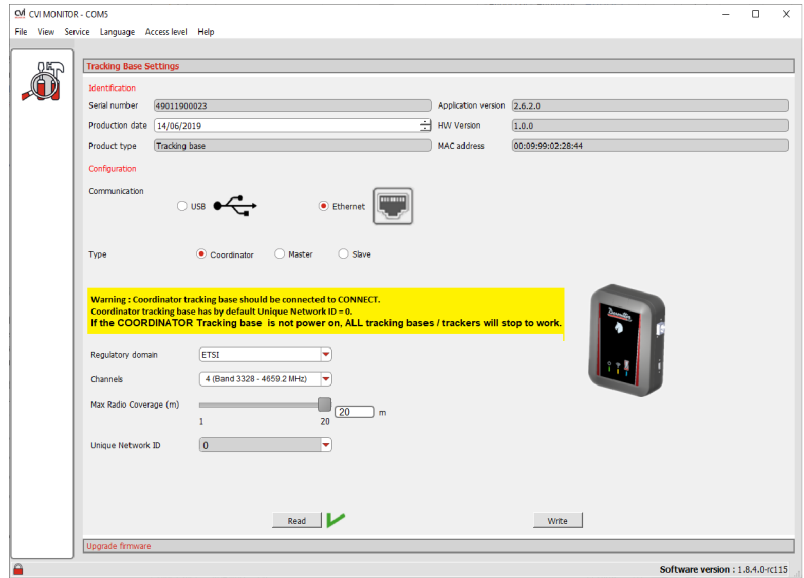 CVI MONITOR - COM5
File View Service Language Access level Help
Tracking Base Settings
Identification
Serial number 49011900023 Application version 2.6.2.0
Production date 14/06/2019 HW Version 1.0.0
Product type Tracking base MAC address 00:09:99:02:28:44
Configuration
Communication
USB Ethernet
Type Coordinator Master Slave
Warning : Coordinator tracking base should be connected to CONNECT.
Coordinator tracking base has by default Unique Network ID = 0.
If the COORDINATOR Tracking base is not power on, ALL tracking bases / trackers will stop to work.
Regulatory domain ETSI
Channels 4 (Band 3328 - 4659.2 MHz)
Max Radio Coverage (m) 20 m
1 20
Unique Network ID 0
Read Write
Upgrade firmware
Software version : 1.8.4.0-rc115